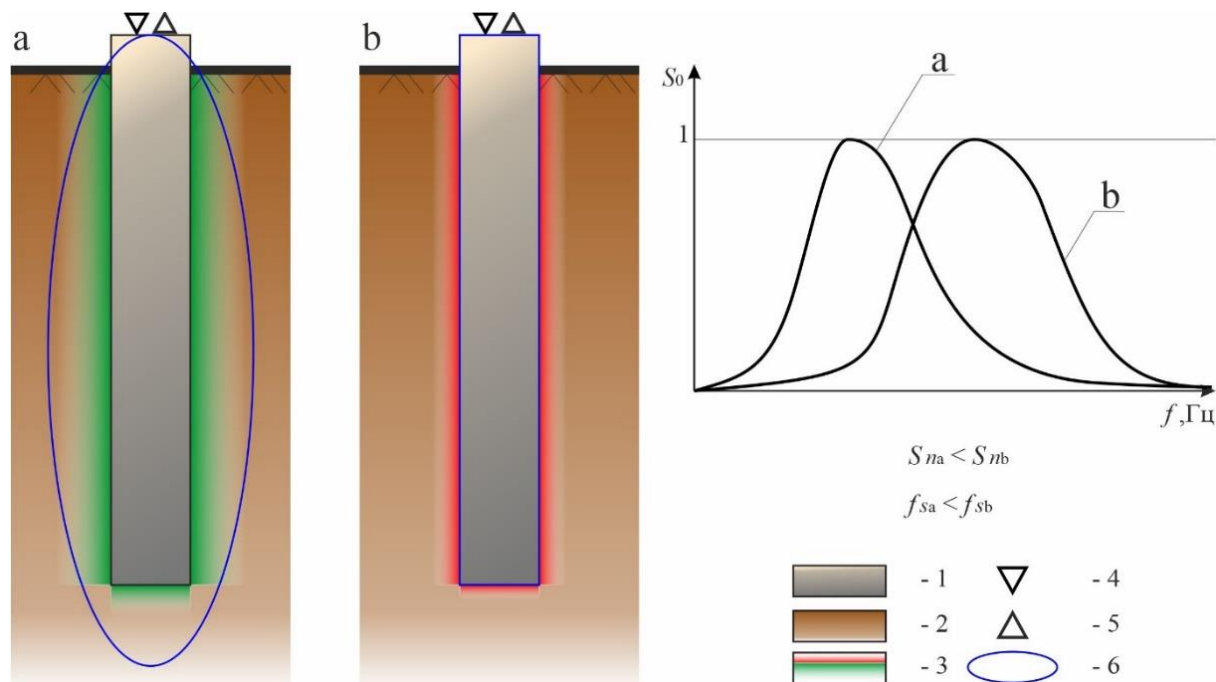 a
b
S0
1
a
b
f,Гц
Sna < Snb
fsa < fsb
- 1
- 4
- 2
- 5
- 3
- 6